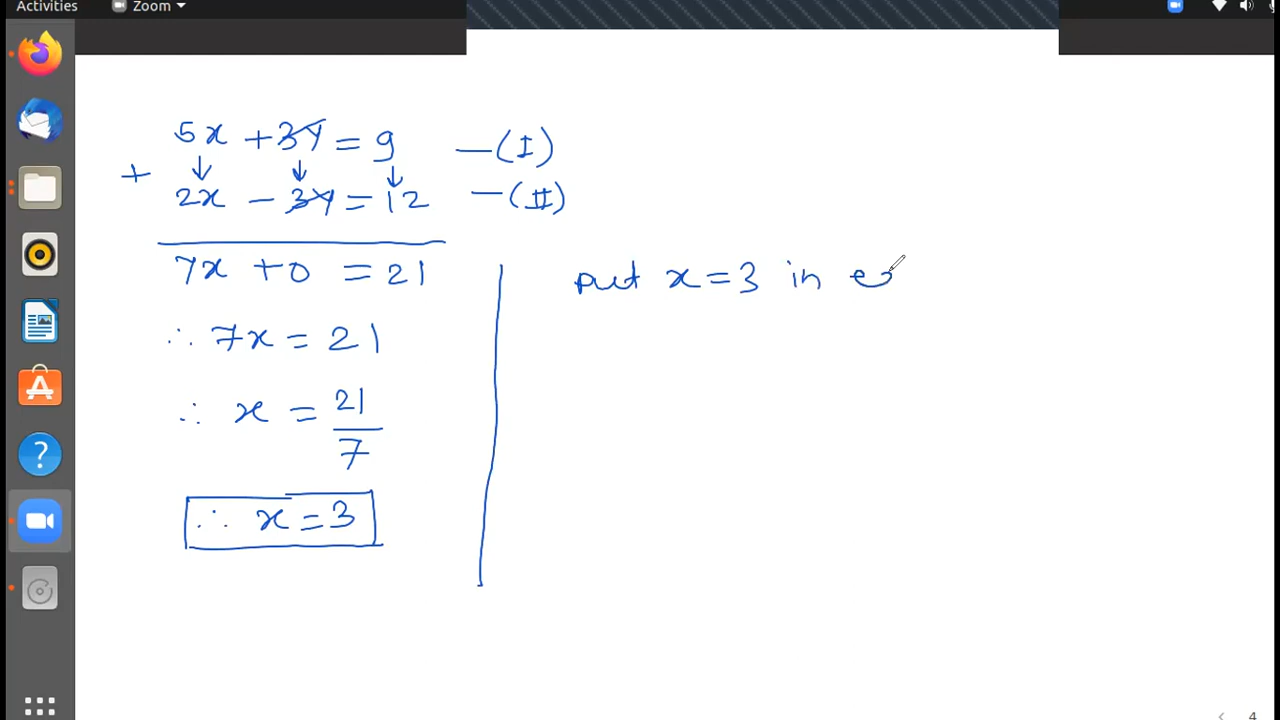 Activities Zoom
5x + 3y = 9 —(I)
+
2x - 3y = 12 —(II)
7x + 0 = 21
∴ 7x = 21
∴ x = 21/7
∴ x = 3
put x = 3 in e
4